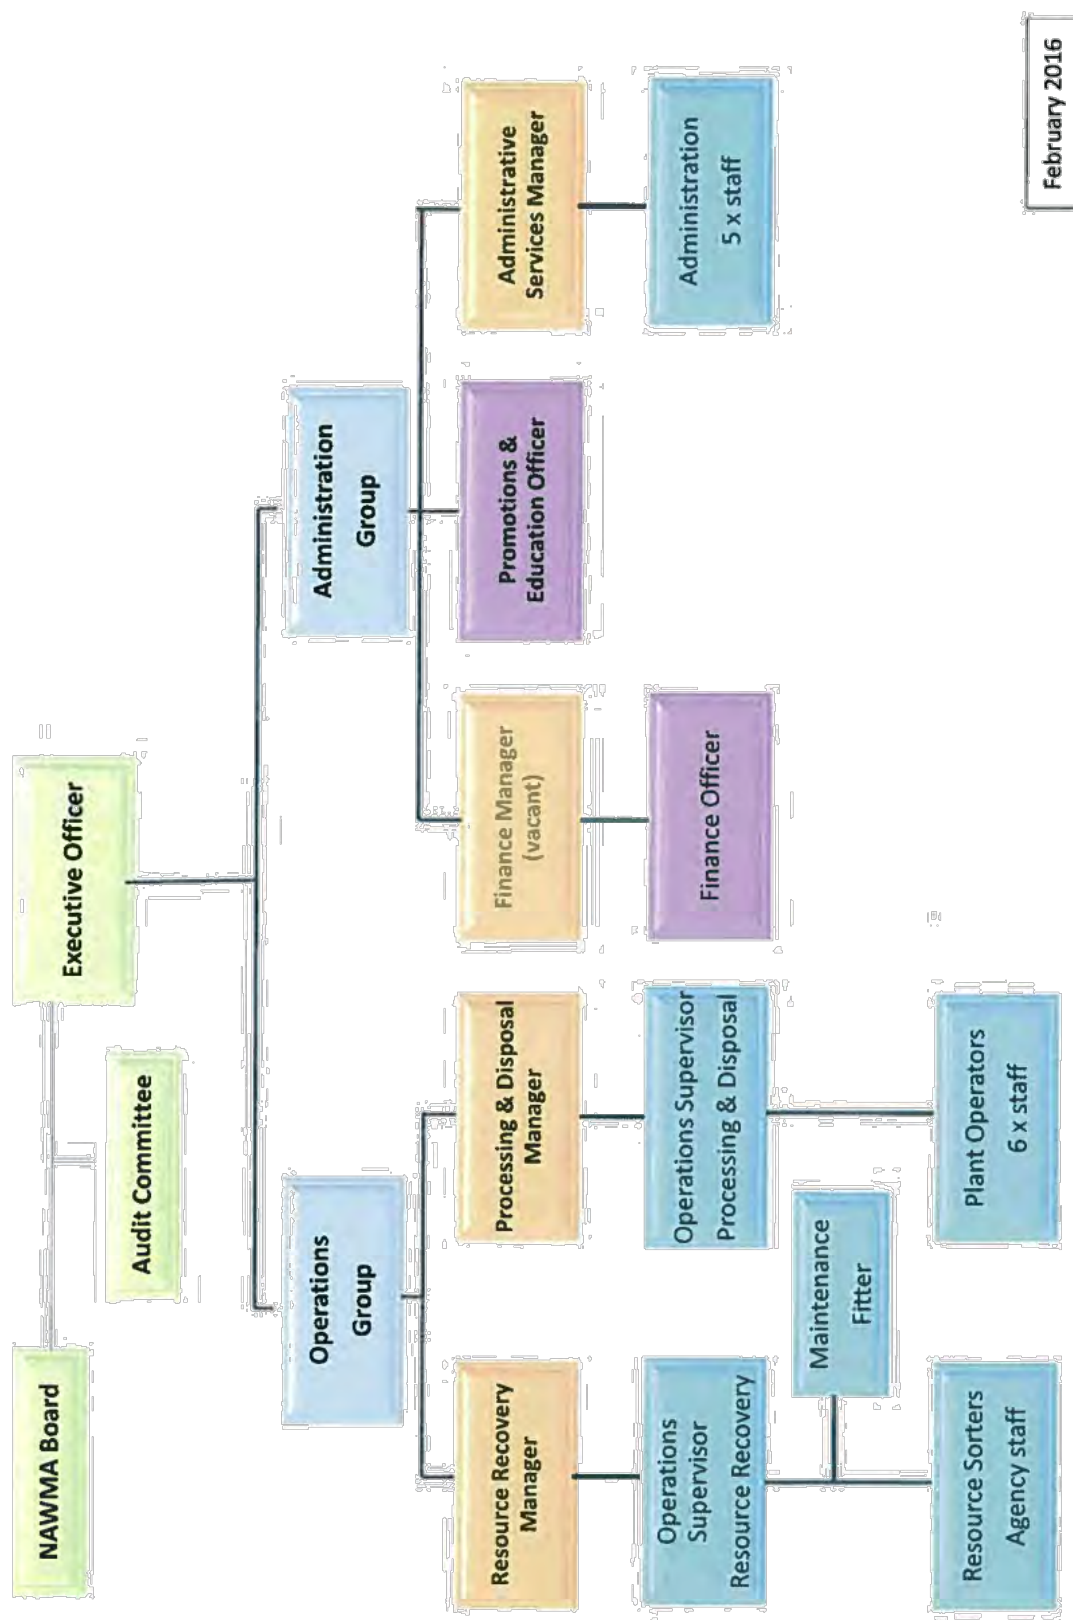 NAWMA Board
Executive Officer
Audit Committee
Operations
Group
Administration
Group
Resource Recovery
Manager
Processing & Disposal
Manager
Finance Manager
(vacant)
Promotions &
Education Officer
Administrative
Services Manager
Operations
Supervisor
Resource Recovery
Operations Supervisor
Processing & Disposal
Finance Officer
Administration
5 x staff
Maintenance
Fitter
Resource Sorters
Agency staff
Plant Operators
6 x staff
February 2016